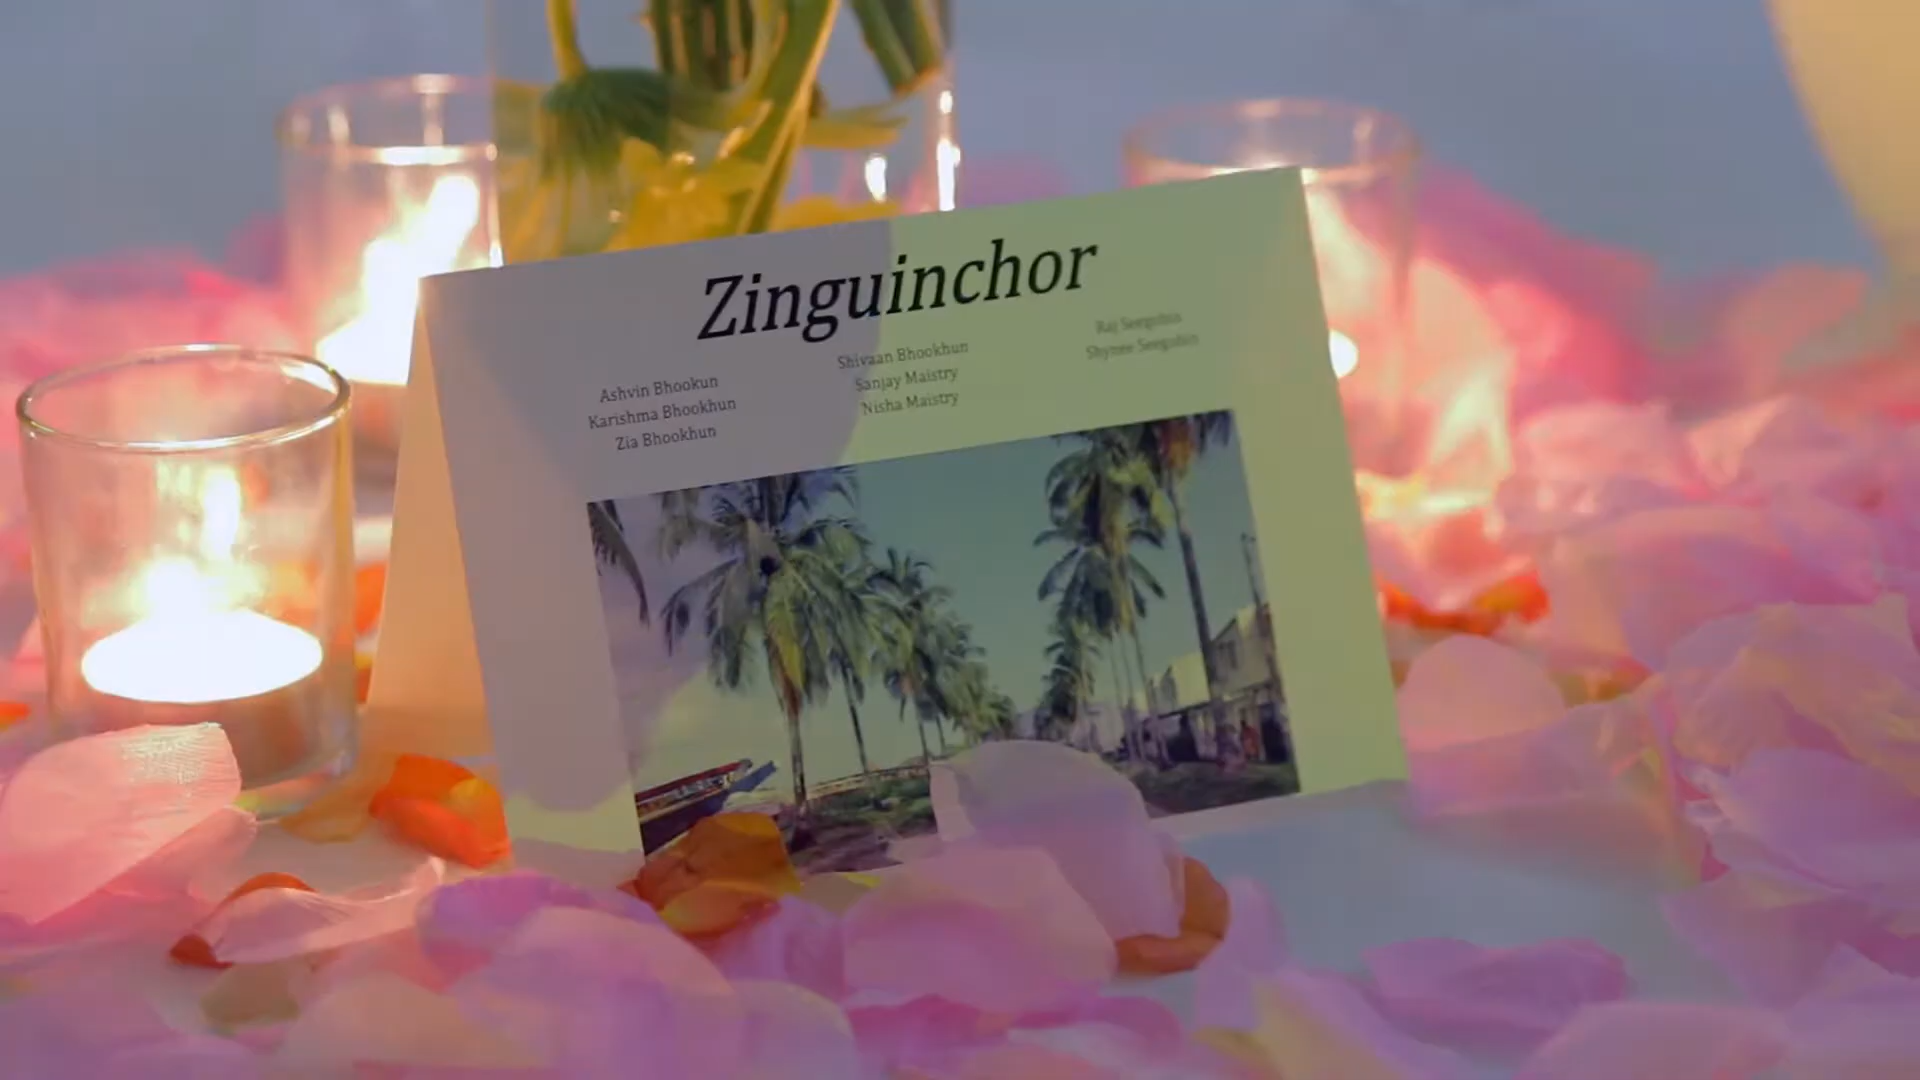 Zinguinchor
Ashvin Bhookun
Karishma Bhookhun
Zia Bhookhun
Shivaan Bhookhun
Sanjay Maistry
Nisha Maistry
Raj Seegobin
Shynee Seegobin